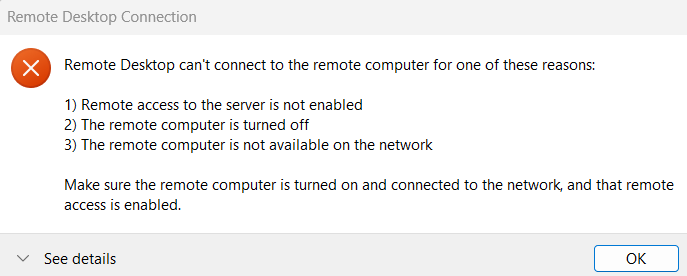 Remote Desktop Connection
Remote Desktop can't connect to the remote computer for one of these reasons:
1) Remote access to the server is not enabled
2) The remote computer is turned off
3) The remote computer is not available on the network
Make sure the remote computer is turned on and connected to the network, and that remote
access is enabled.
See details
OK